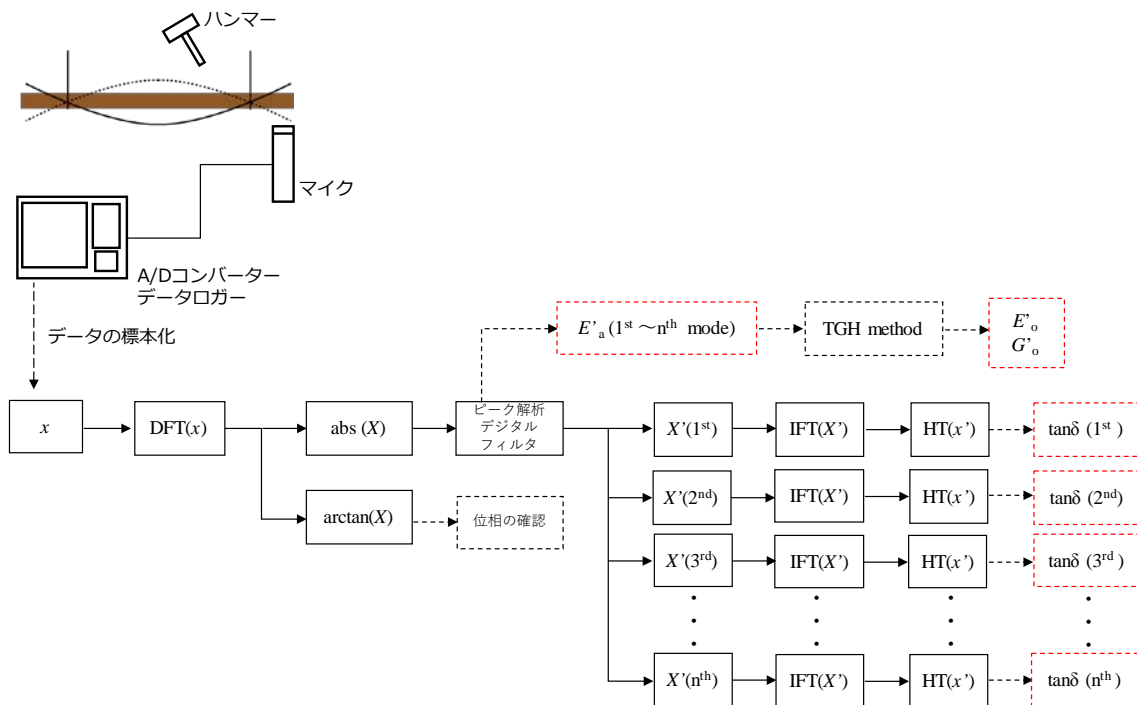 ハンマー
マイク
A/Dコンバーター
データロガー
データの標本化
E'a (1st ～nth mode)
TGH method
E'o
G'o
x
DFT(x)
abs (X)
ピーク解析
デジタル
フィルタ
X'(1st)
IFT(X')
HT(x')
tanδ (1st )
arctan(X)
位相の確認
X'(2nd)
IFT(X')
HT(x')
tanδ (2nd)
X'(3rd)
IFT(X')
HT(x')
tanδ (3rd )
X'(nth)
IFT(X')
HT(x')
tanδ (nth)